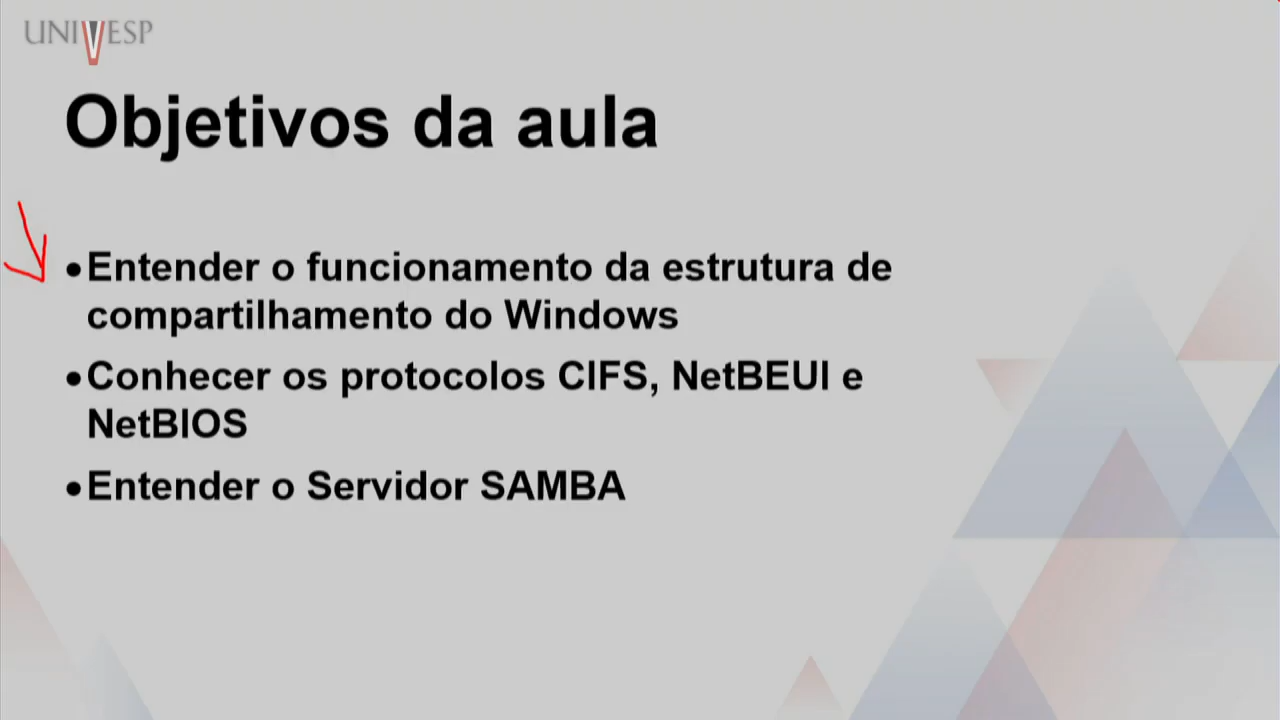 UNIVESP
Objetivos da aula
•Entender o funcionamento da estrutura de
compartilhamento do Windows
•Conhecer os protocolos CIFS, NetBEUI e
NetBIOS
•Entender o Servidor SAMBA